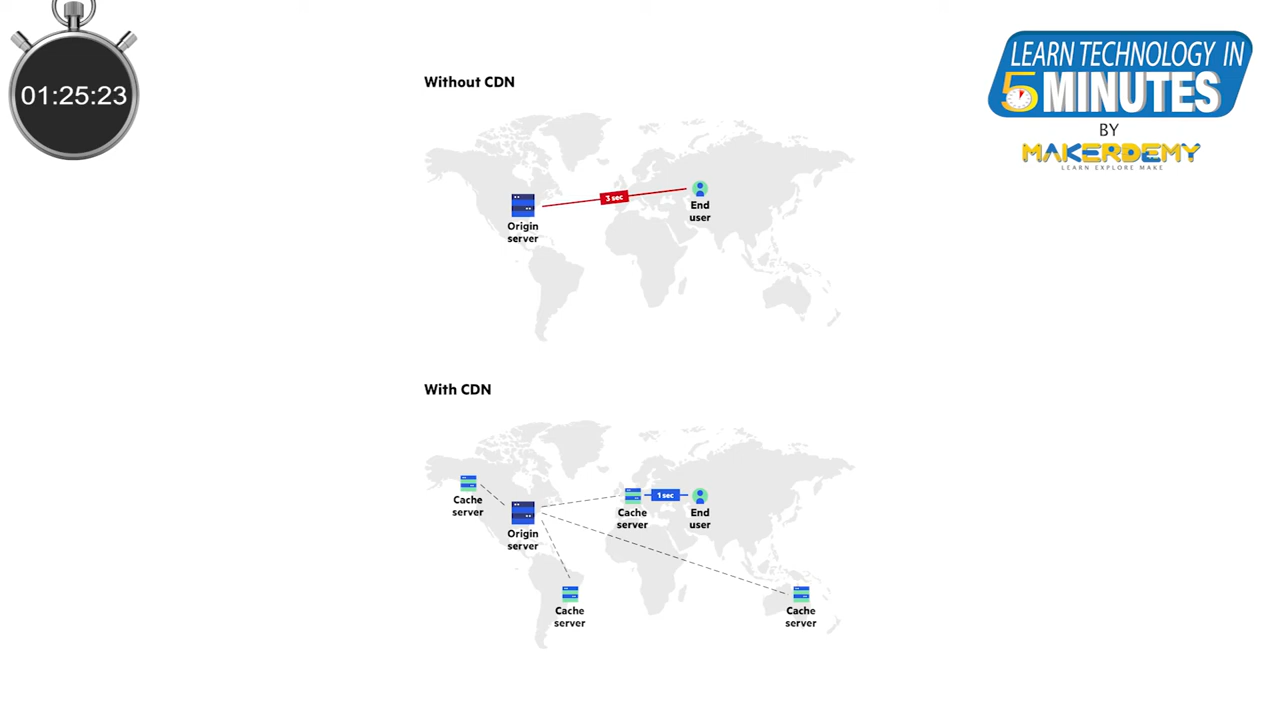 01:25:23
LEARN TECHNOLOGY IN
5 MINUTES
BY
MAKERDEMY
LEARN EXPLORE MAKE
Without CDN
3 sec
End
user
Origin
server
With CDN
Cache
server
Origin
server
Cache
server
1 sec
End
user
Cache
server
Cache
server